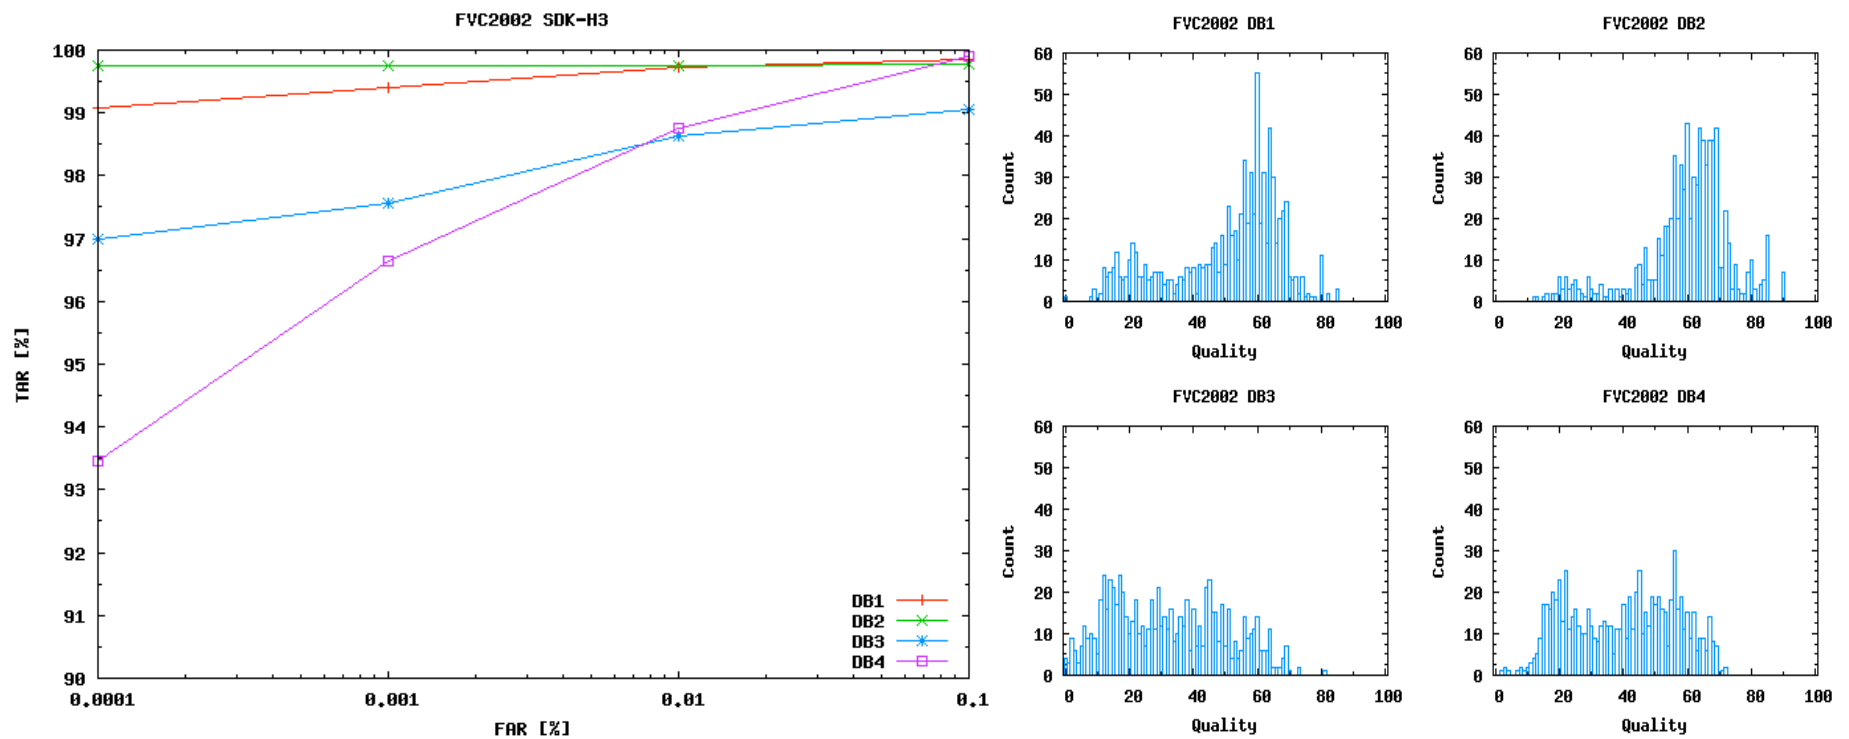 FVC2002 SDK-H3
100
99
98
97
96
95
94
93
92
91
90
TAR [%]
0.0001 0.001 0.01 0.1
FAR [%]
DB1
DB2
DB3
DB4
FVC2002 DB1
60
50
40
30
20
10
0
Count
0 20 40 60 80 100
Quality
FVC2002 DB2
60
50
40
30
20
10
0
Count
0 20 40 60 80 100
Quality
FVC2002 DB3
60
50
40
30
20
10
0
Count
0 20 40 60 80 100
Quality
FVC2002 DB4
60
50
40
30
20
10
0
Count
0 20 40 60 80 100
Quality